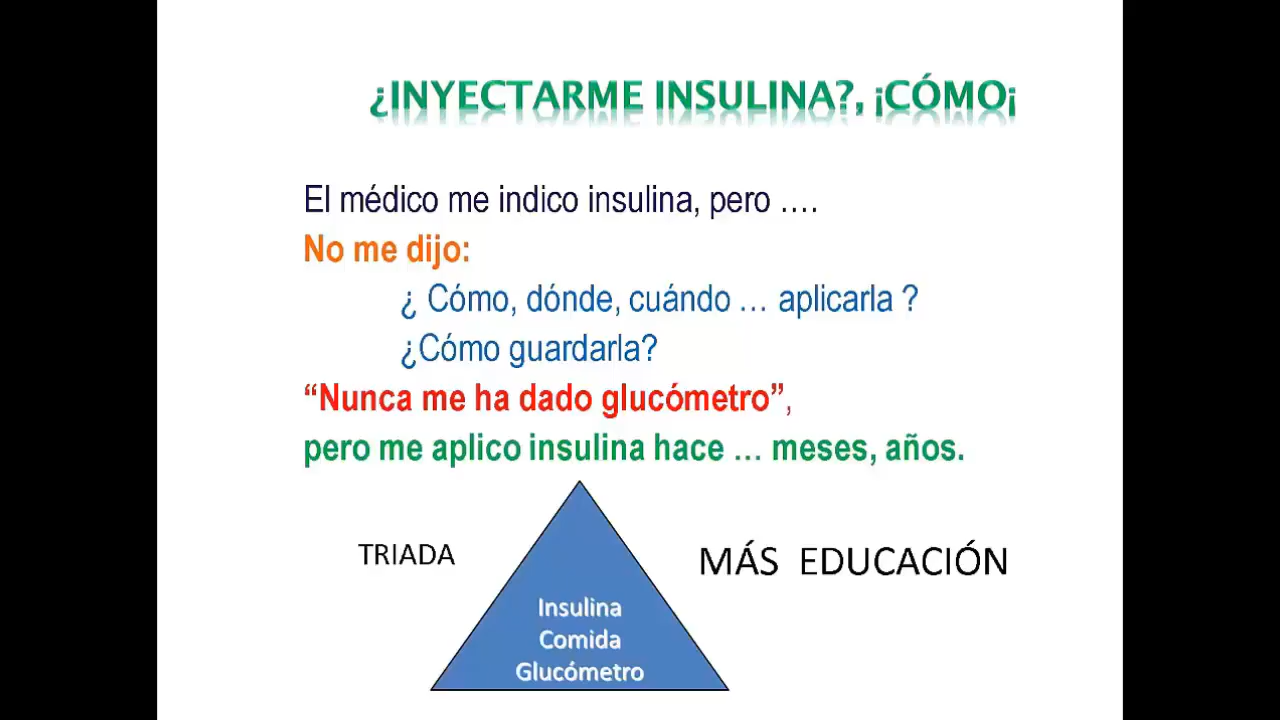 ¿INYECTARME INSULINA?, ¡CÓMO¡
El médico me indico insulina, pero ….
No me dijo:
¿ Cómo, dónde, cuándo … aplicarla ?
¿Cómo guardarla?
“Nunca me ha dado glucómetro”,
pero me aplico insulina hace … meses, años.
TRIADA
MÁS EDUCACIÓN
Insulina
Comida
Glucómetro